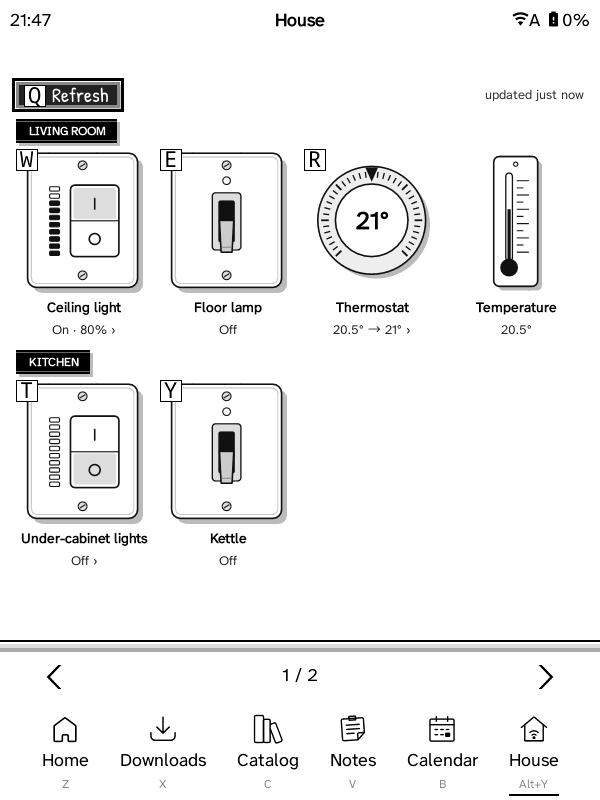 21:47
House
A 0%
Q Refresh
updated just now
LIVING ROOM
W
E
R
21°
Ceiling light
Floor lamp
Thermostat
Temperature
On · 80% ›
Off
20.5° → 21° ›
20.5°
KITCHEN
T
Y
Under-cabinet lights
Kettle
Off ›
Off
1 / 2
Home
Downloads
Catalog
Notes
Calendar
House
Z
X
C
V
B
Alt+Y